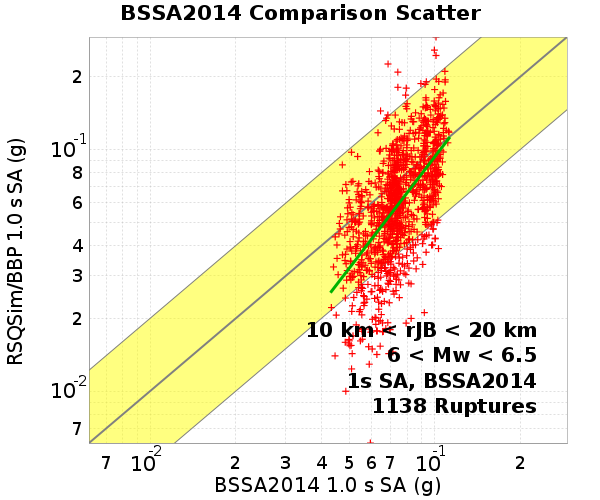 BSSA2014 Comparison Scatter
RSQSim/BBP 1.0 s SA (g)
2
10-1
8
6
4
3
2
10-2
7
10 km < rJB < 20 km
6 < Mw < 6.5
1s SA, BSSA2014
1138 Ruptures
7 10-2 2 3 4 5 6 7 10-1 2
BSSA2014 1.0 s SA (g)